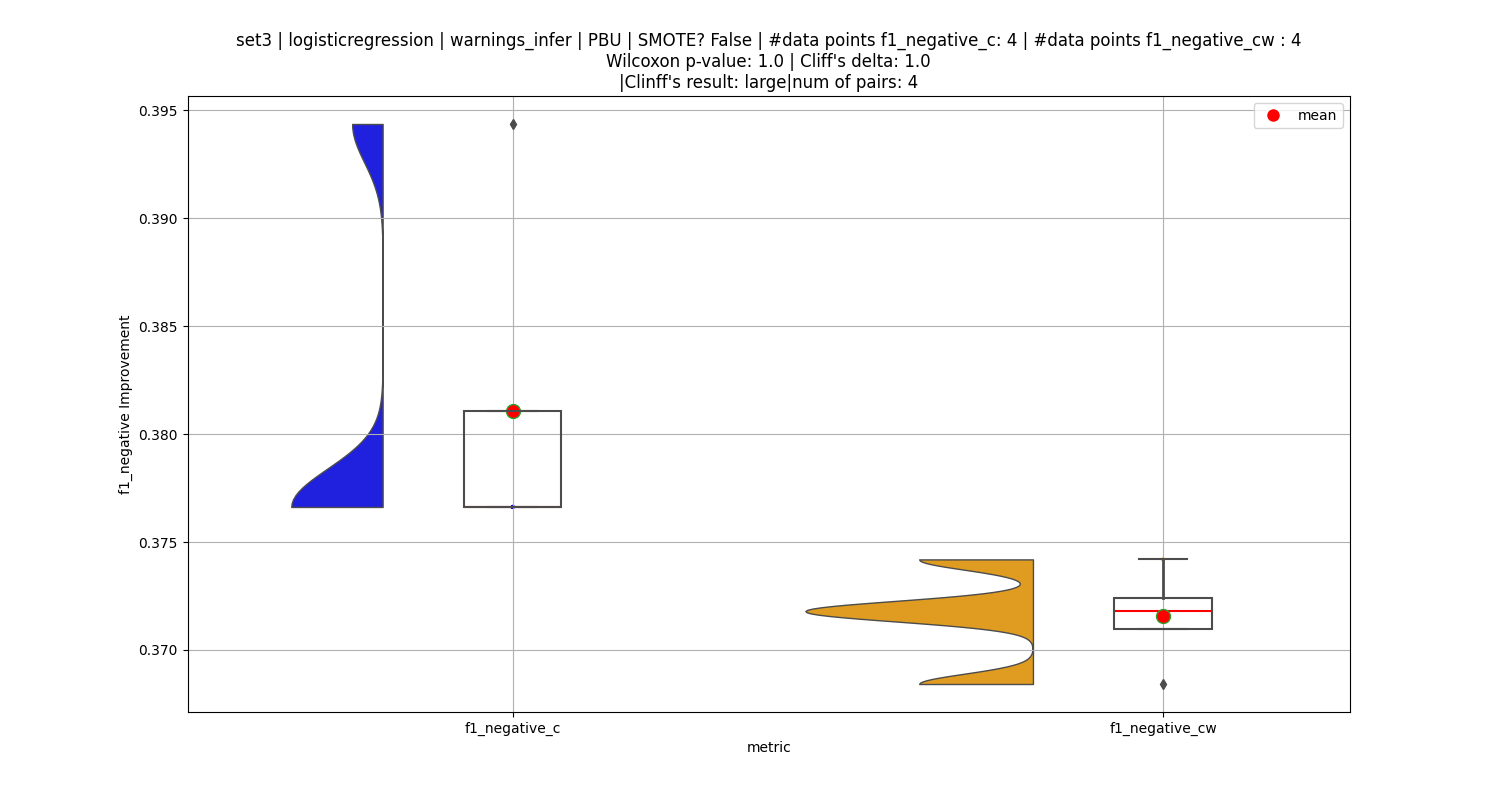 set3 | logisticregression | warnings_infer | PBU | SMOTE? False | #data points f1_negative_c: 4 | #data points f1_negative_cw : 4
Wilcoxon p-value: 1.0 | Cliff's delta: 1.0
|Clinff's result: large|num of pairs: 4
mean
0.395
0.390
0.385
0.380
0.375
0.370
f1_negative Improvement
f1_negative_c
f1_negative_cw
metric